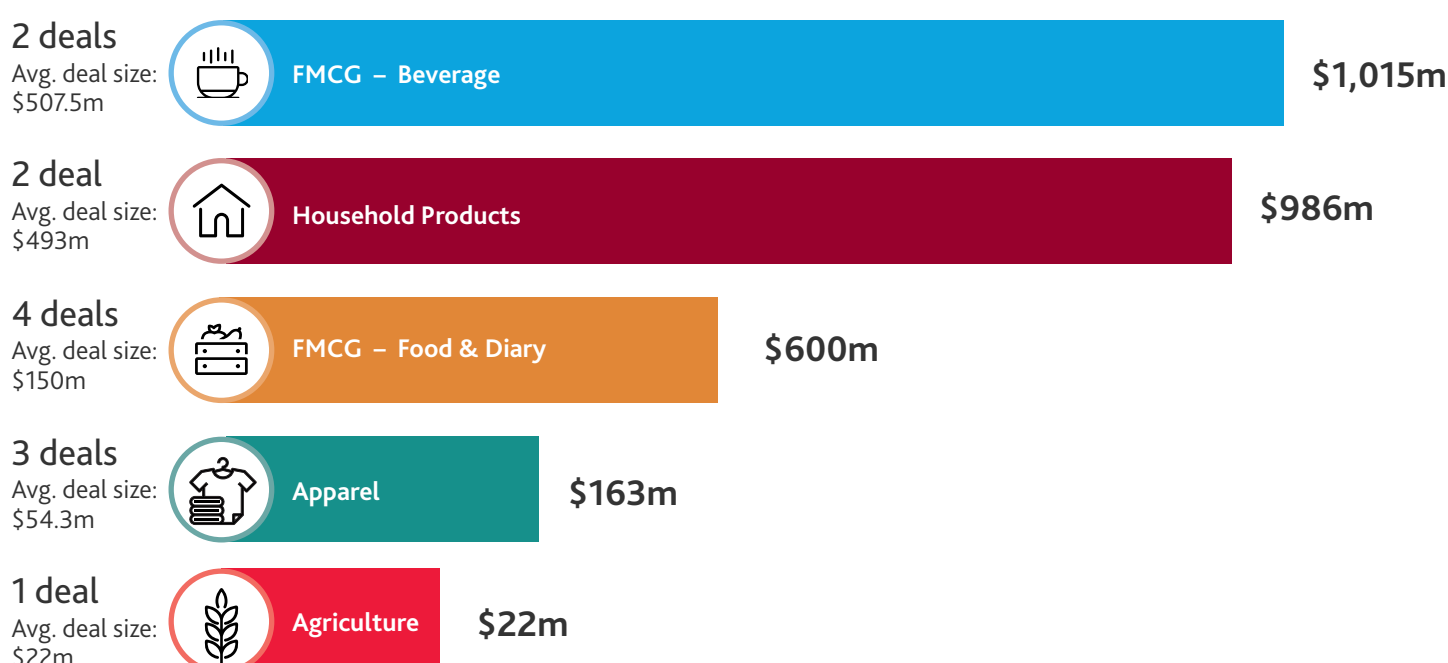 2 deals
Avg. deal size:
$507.5m
FMCG – Beverage
$1,015m
2 deal
Avg. deal size:
$493m
Household Products
$986m
4 deals
Avg. deal size:
$150m
FMCG – Food & Diary
$600m
3 deals
Avg. deal size:
$54.3m
Apparel
$163m
1 deal
Avg. deal size:
$22m
Agriculture
$22m